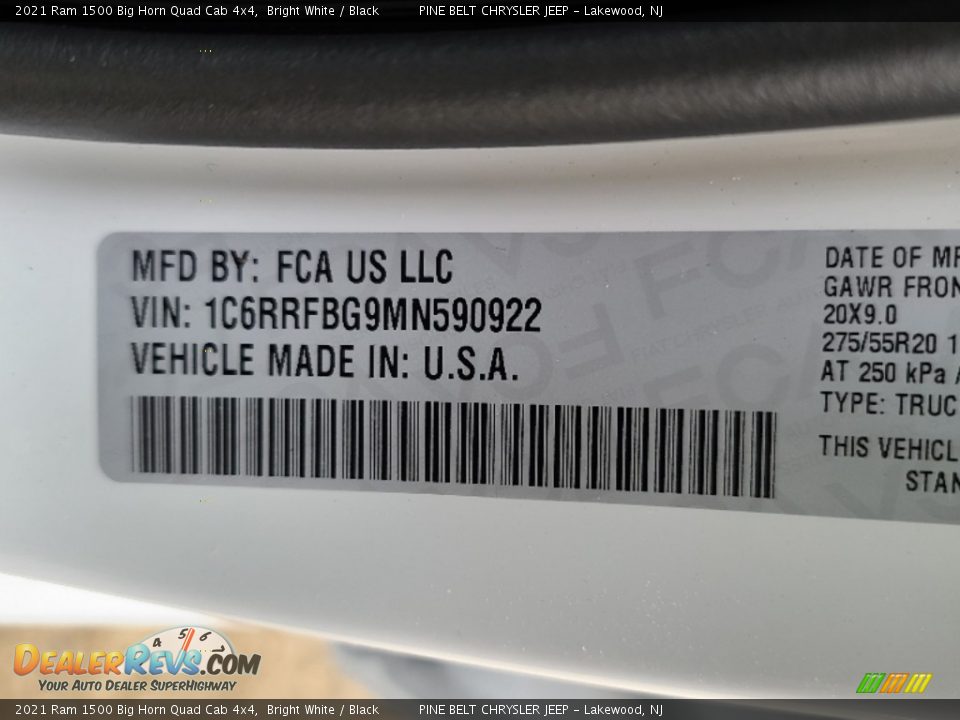 2021 Ram 1500 Big Horn Quad Cab 4x4, Bright White / Black PINE BELT CHRYSLER JEEP - Lakewood, NJ
MFD BY: FCA US LLC
VIN: 1C6RRFBG9MN590922
VEHICLE MADE IN: U.S.A.
DATE OF MF
GAWR FRON
20X9.0
275/55R20 1
AT 250 kPa A
TYPE: TRUC
THIS VEHICL
STAN
4 5 6
DEALERREVS.COM
YOUR AUTO DEALER SUPERHIGHWAY
2021 Ram 1500 Big Horn Quad Cab 4x4, Bright White / Black PINE BELT CHRYSLER JEEP - Lakewood, NJ